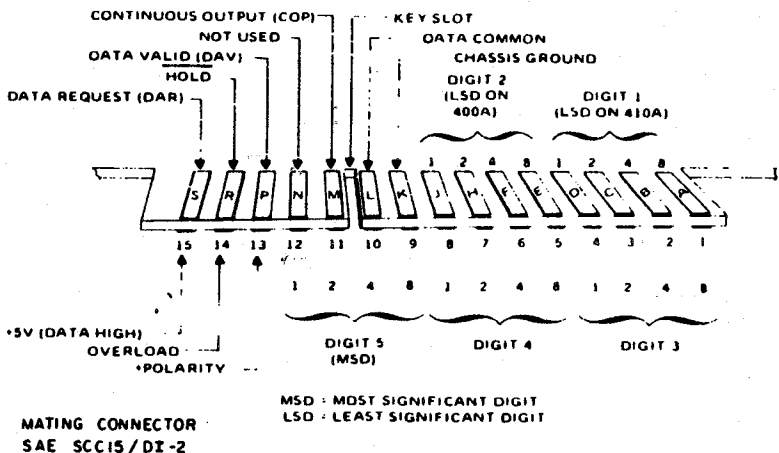 CONTINUOUS OUTPUT (COP)
KEY SLOT
NOT USED
DATA COMMON
DATA VALID (DAV)
CHASSIS GROUND
HOLD
DIGIT 2
(LSD ON
400A)
DIGIT 1
(LSD ON 410A)
DATA REQUEST (DAR)
1 2 4 8 1 2 4 8
S R P N M L K J H F E D C B A
15 14 13 12 11 10 9 8 7 6 5 4 3 2 1
1 2 4 8 1 2 4 8 1 2 4 8
+5V (DATA HIGH)
OVERLOAD
+POLARITY
DIGIT 5
(MSD)
DIGIT 4
DIGIT 3
MSD = MOST SIGNIFICANT DIGIT
LSD = LEAST SIGNIFICANT DIGIT
MATING CONNECTOR
SAE SCC15/DI-2